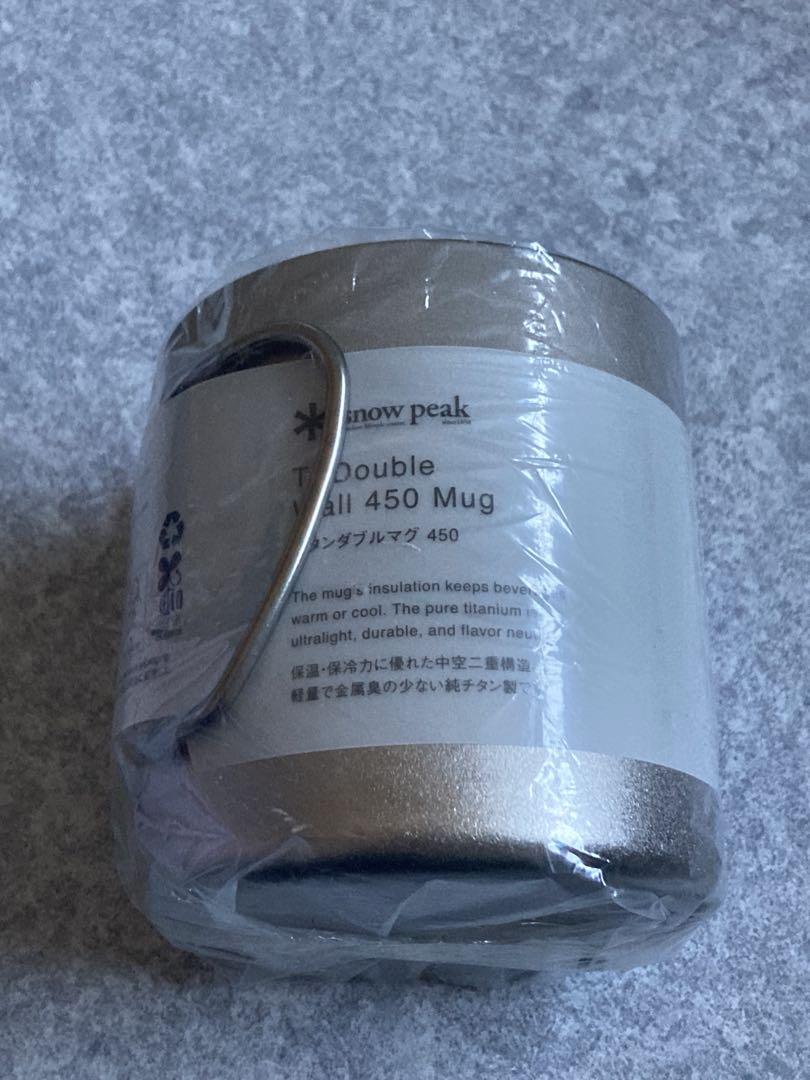 snow peak
since 1958
Double
Wall 450 Mug
タンダブルマグ 450
The mug's insulation keeps
warm or cool. The pure titanium
ultralight, durable, and flavor
保温・保冷力に優れた中空二重構造
軽量で金属臭の少ない純チタン製で